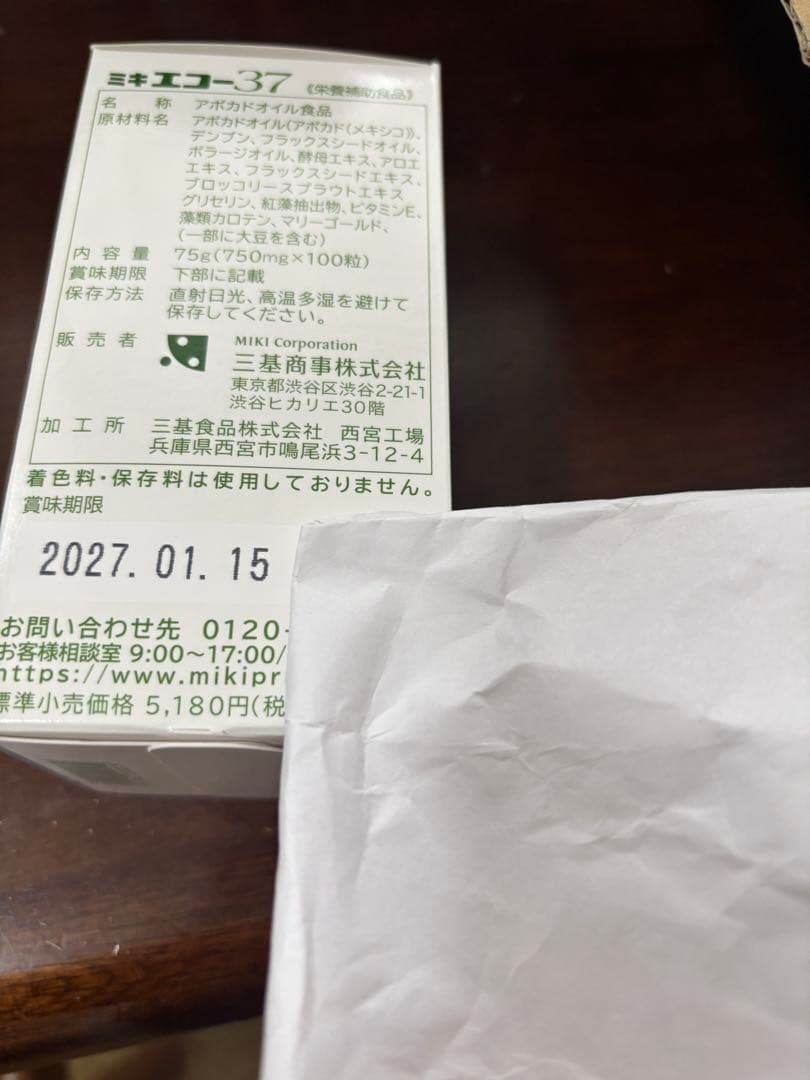 ミキエコー37 《栄養補助食品》
名称 アボカドオイル食品
原材料名 アボカドオイル(アボカド(メキシコ))、
デンプン、フラックスシードオイル、
ボラージオイル、酵母エキス、アロエ
エキス、フラックスシードエキス、
ブロッコリースプラウトエキス
グリセリン、紅藻抽出物、ビタミンE、
藻類カロテン、マリーゴールド、
(一部に大豆を含む)
内容量 75g(750mg×100粒)
賞味期限 下部に記載
保存方法 直射日光、高温多湿を避けて
保存してください。
販売者 MIKI Corporation
三基商事株式会社
東京都渋谷区渋谷2-21-1
渋谷ヒカリエ30階
加工所 三基食品株式会社 西宮工場
兵庫県西宮市鳴尾浜3-12-4
着色料・保存料は使用しておりません。
賞味期限
2027.01.15
お問い合わせ先 0120-
お客様相談室 9:00～17:00/
https://www.mikipr
標準小売価格 5,180円(税